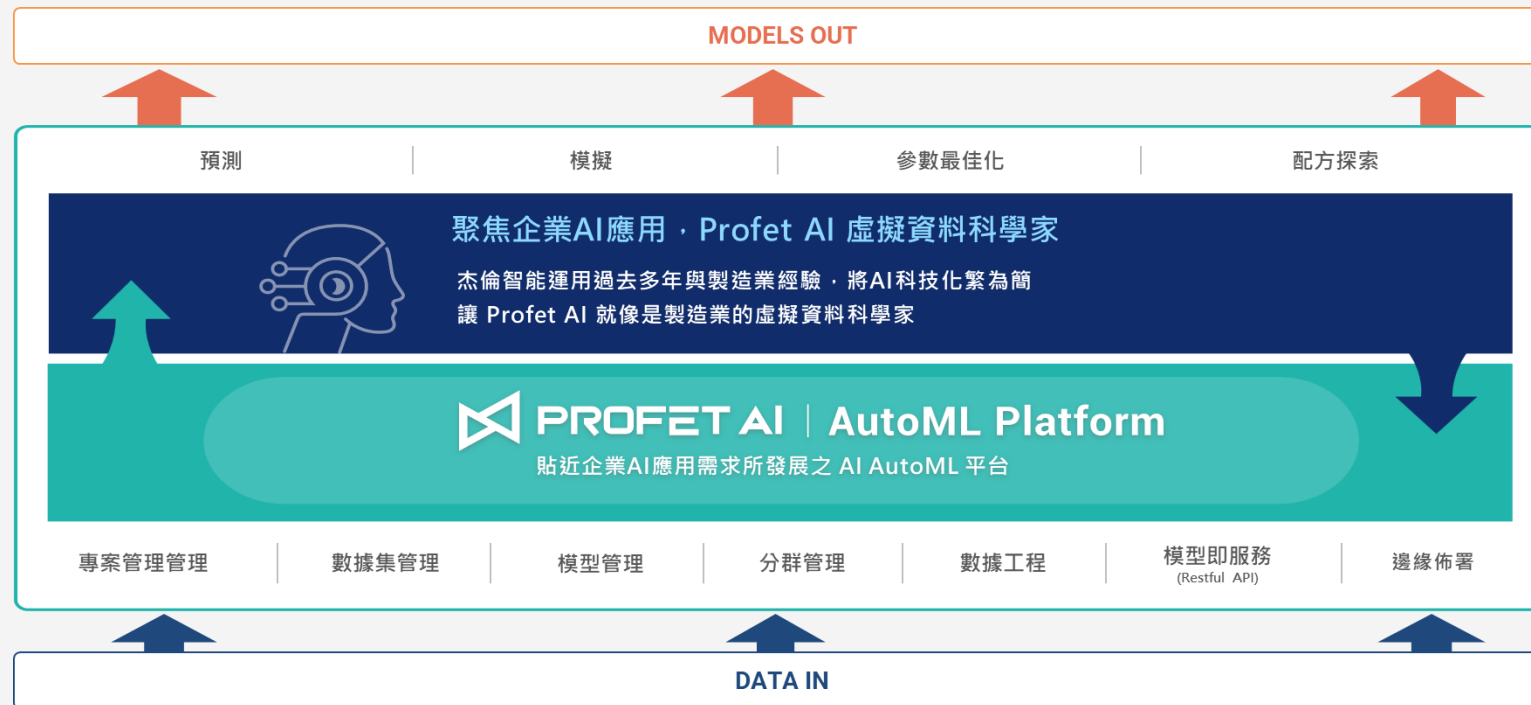 MODELS OUT
預測
模擬
參數最佳化
配方探索
聚焦企業AI應用，Profet AI 虛擬資料科學家
杰倫智能運用過去多年與製造業經驗，將AI科技化繁為簡
讓 Profet AI 就像是製造業的虛擬資料科學家
PROFET AI | AutoML Platform
貼近企業AI應用需求所發展之 AI AutoML 平台
專案管理管理
數據集管理
模型管理
分群管理
數據工程
模型即服務
(Restful API)
邊緣佈署
DATA IN